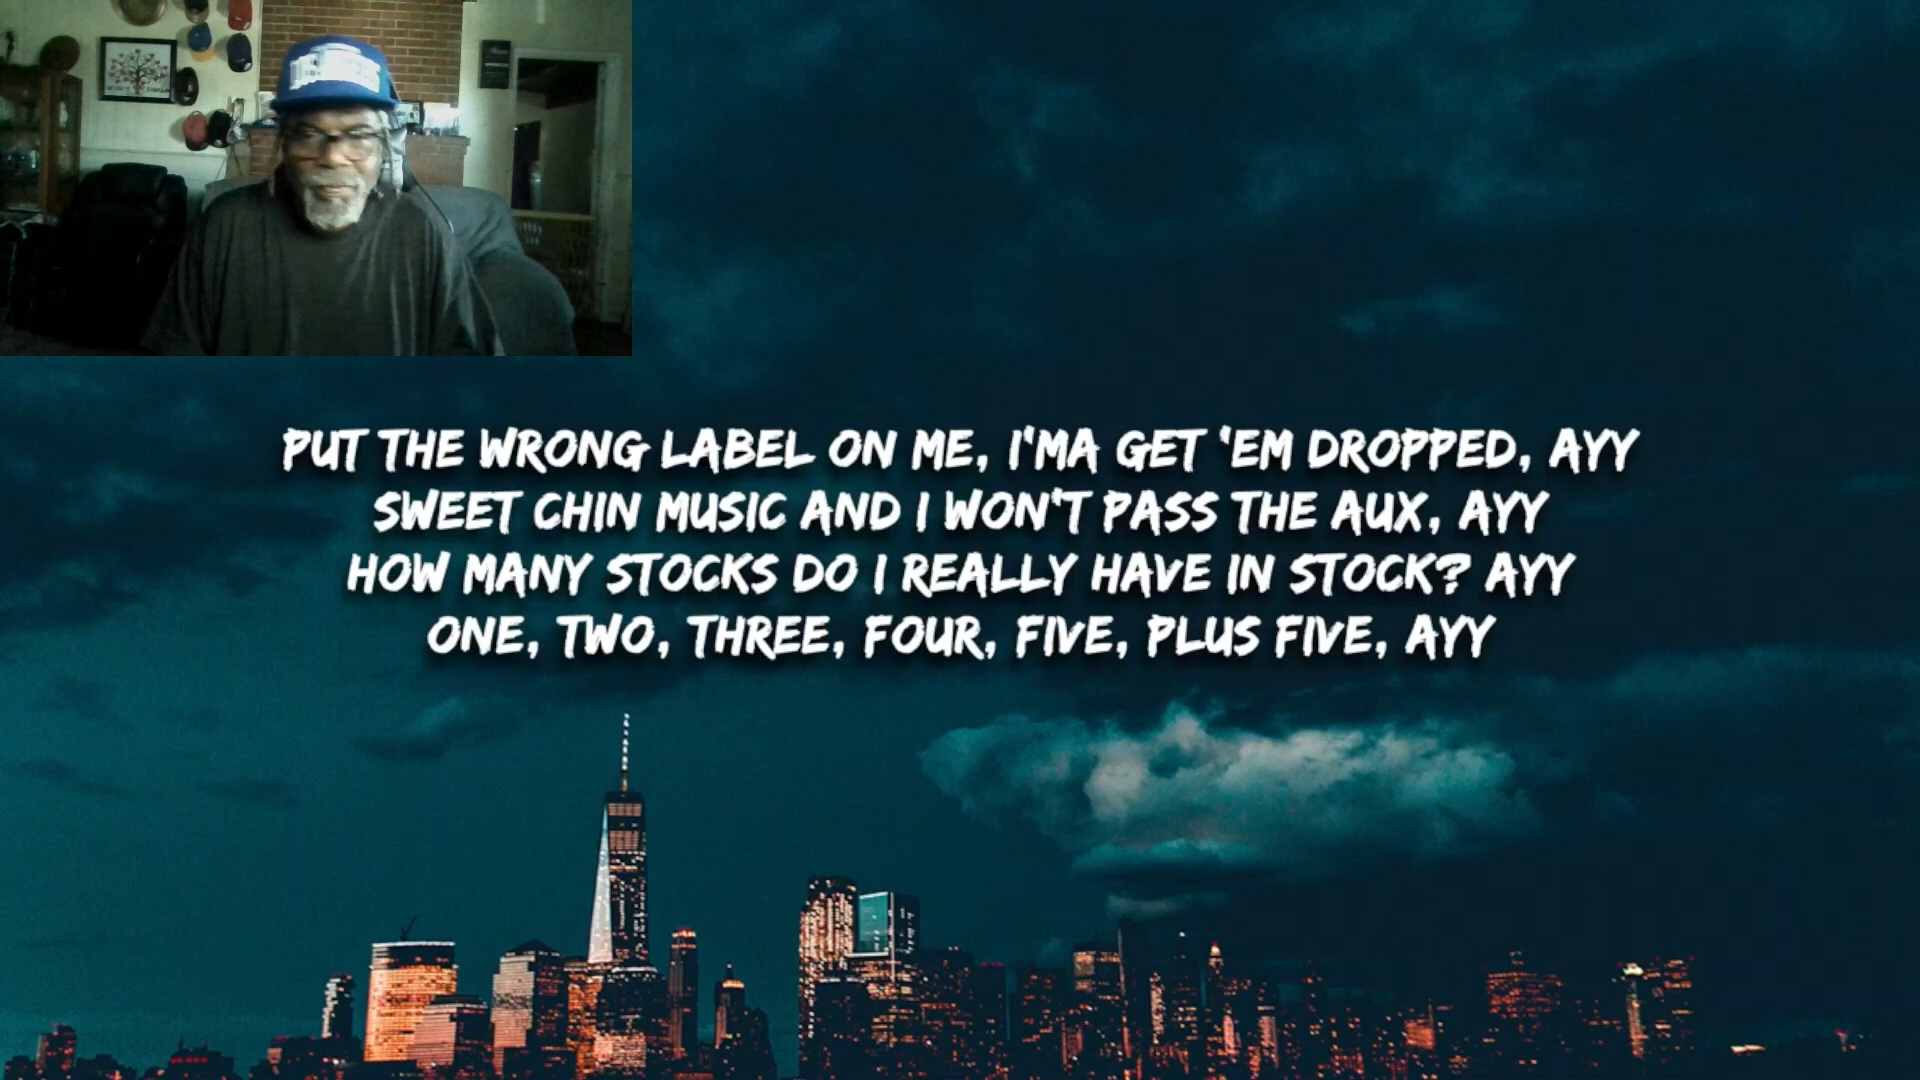 PUT THE WRONG LABEL ON ME, I'MA GET 'EM DROPPED, AYY
SWEET CHIN MUSIC AND I WON'T PASS THE AUX, AYY
HOW MANY STOCKS DO I REALLY HAVE IN STOCK? AYY
ONE, TWO, THREE, FOUR, FIVE, PLUS FIVE, AYY